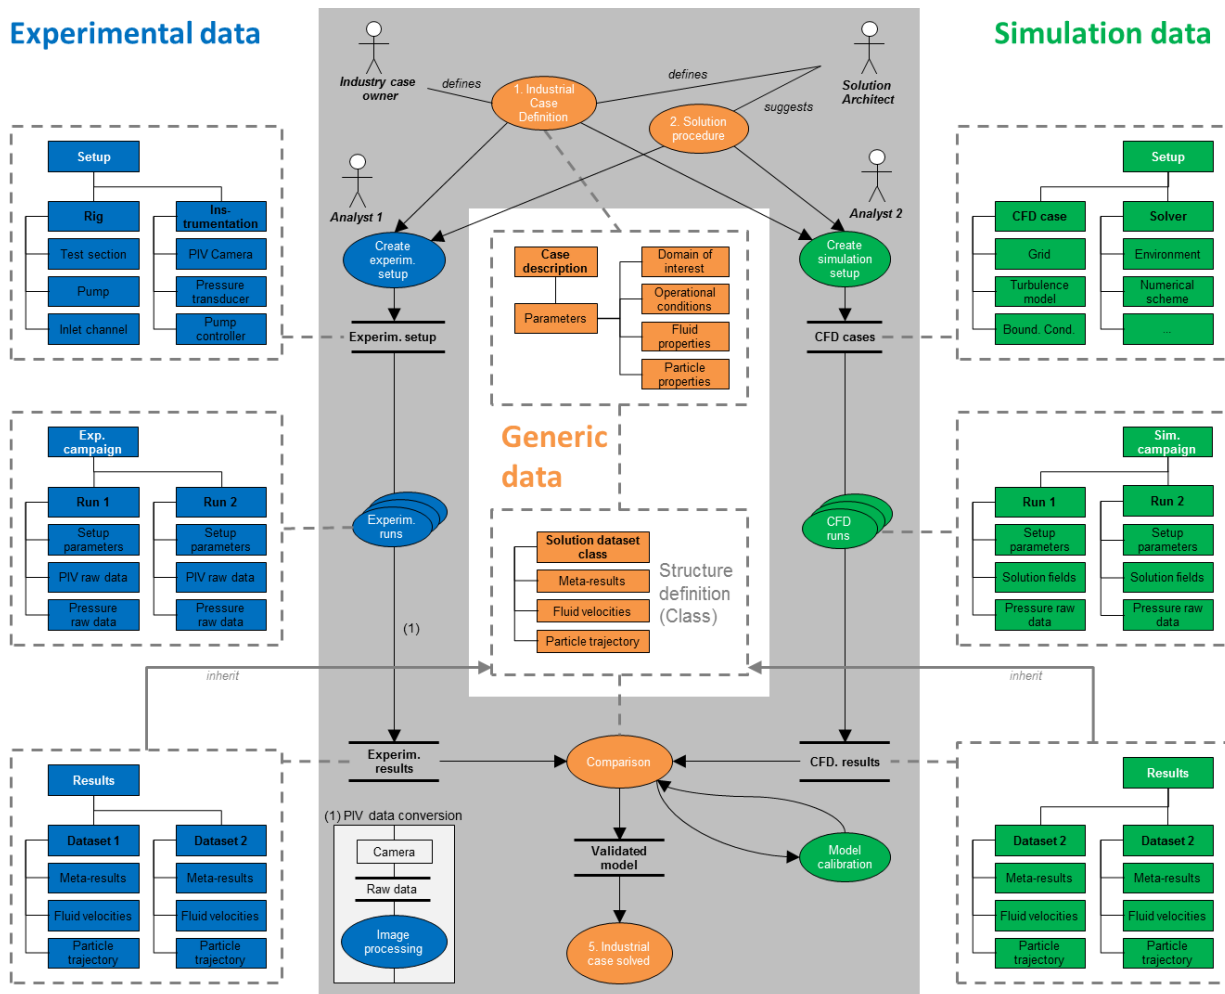 Experimental data
Simulation data
Industry case
owner
defines
1. Industrial
Case
Definition
defines
Solution
Architect
suggests
2. Solution
procedure
Analyst 1
Analyst 2
Setup
Rig
Test section
Pump
Inlet channel
Ins-
trumentation
PIV Camera
Pressure
transducer
Pump
controller
Create
experim.
setup
Experim. setup
Case
description
Parameters
Domain of
interest
Operational
conditions
Fluid
properties
Particle
properties
Create
simulation
setup
CFD cases
Setup
CFD case
Grid
Turbulence
model
Bound. Cond.
Solver
Environment
Numerical
scheme
...
Generic
data
Exp.
campaign
Run 1
Setup
parameters
PIV raw data
Pressure
raw data
Run 2
Setup
parameters
PIV raw data
Pressure
raw data
Experim.
runs
(1)
Solution dataset
class
Meta-results
Fluid velocities
Particle trajectory
Structure
definition
(Class)
CFD
runs
Sim.
campaign
Run 1
Setup
parameters
Solution fields
Pressure raw
data
Run 2
Setup
parameters
Solution fields
Pressure raw
data
inherit
inherit
Results
Dataset 1
Meta-results
Fluid velocities
Particle
trajectory
Dataset 2
Meta-results
Fluid velocities
Particle
trajectory
Experim.
results
Comparison
CFD. results
(1) PIV data conversion
Camera
Raw data
Image
processing
Validated
model
Model
calibration
5. Industrial
case solved
Results
Dataset 2
Meta-results
Fluid velocities
Particle
trajectory
Dataset 2
Meta-results
Fluid velocities
Particle
trajectory